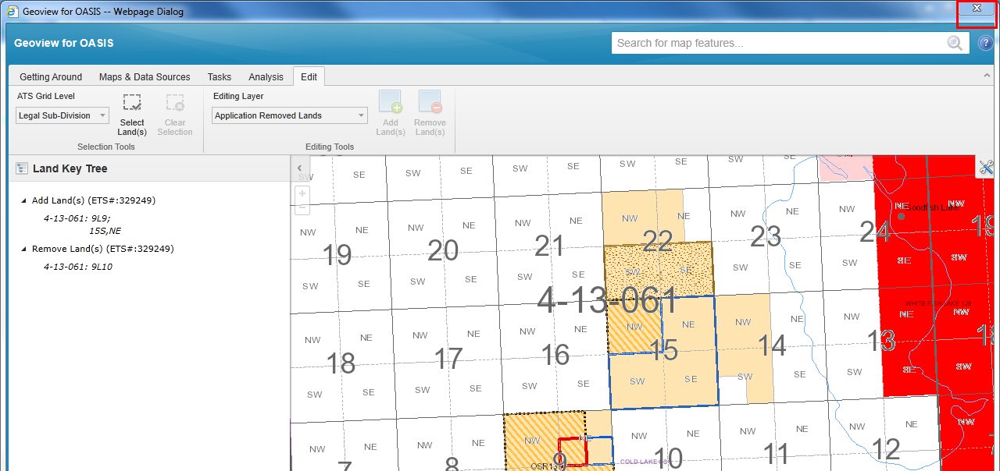 Geoview for OASIS -- Webpage Dialog
Geoview for OASIS
Search for map features...
Getting Around Maps & Data Sources Tasks Analysis Edit
ATS Grid Level
Legal Sub-Division
Select Land(s)
Clear Selection
Selection Tools
Editing Layer
Application Removed Lands
Add Land(s)
Remove Land(s)
Editing Tools
Land Key Tree
Add Land(s) (ETS#:329249)
4-13-061: 9L9;
15S,NE
Remove Land(s) (ETS#:329249)
4-13-061: 9L10
SW SE SW SE SW SE SW SE SW
NW NE NW NE NW NE NW NE NW NE NW NE NW
19 20 21 22 23 24 19
Goodfish Lake
SW SE SW SE SW SE SW SE SW SE SW SE SW
4-13-061
WHITE FISH LAKE 128
NW NE NW NE NW NE NW NE NW NE NW NE NW
18 17 16 15 14 13 18
SW SE SW SE SW SE SW SE SW SE SW SE SW
NW NE NW NE NW NE NW NE NW NE NW NE NW
7 8 9 10 11 12
COLD LAKE